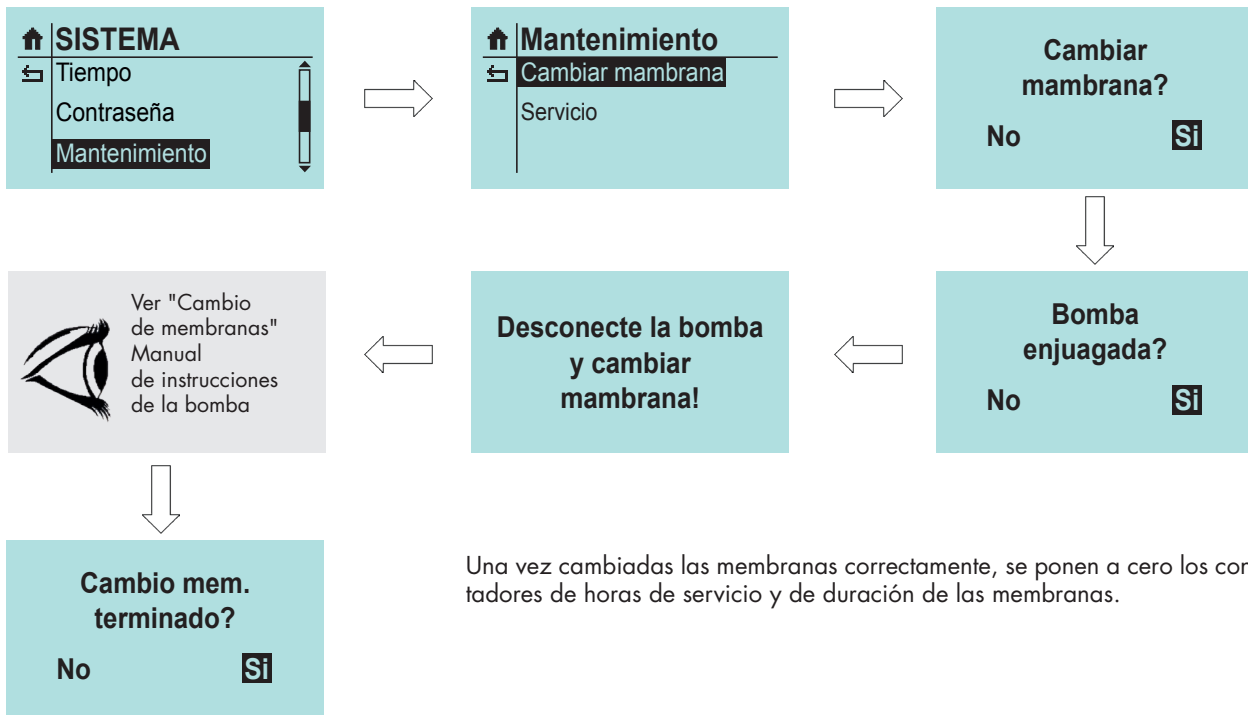 SISTEMA
Tiempo
Contraseña
Mantenimiento
Mantenimiento
Cambiar mambrana
Servicio
Cambiar
mambrana?
No Si
Bomba
enjuagada?
No Si
Desconecte la bomba
y cambiar
mambrana!
Ver "Cambio
de membranas"
Manual
de instrucciones
de la bomba
Cambio mem.
terminado?
No Si
Una vez cambiadas las membranas correctamente, se ponen a cero los con
tadores de horas de servicio y de duración de las membranas.